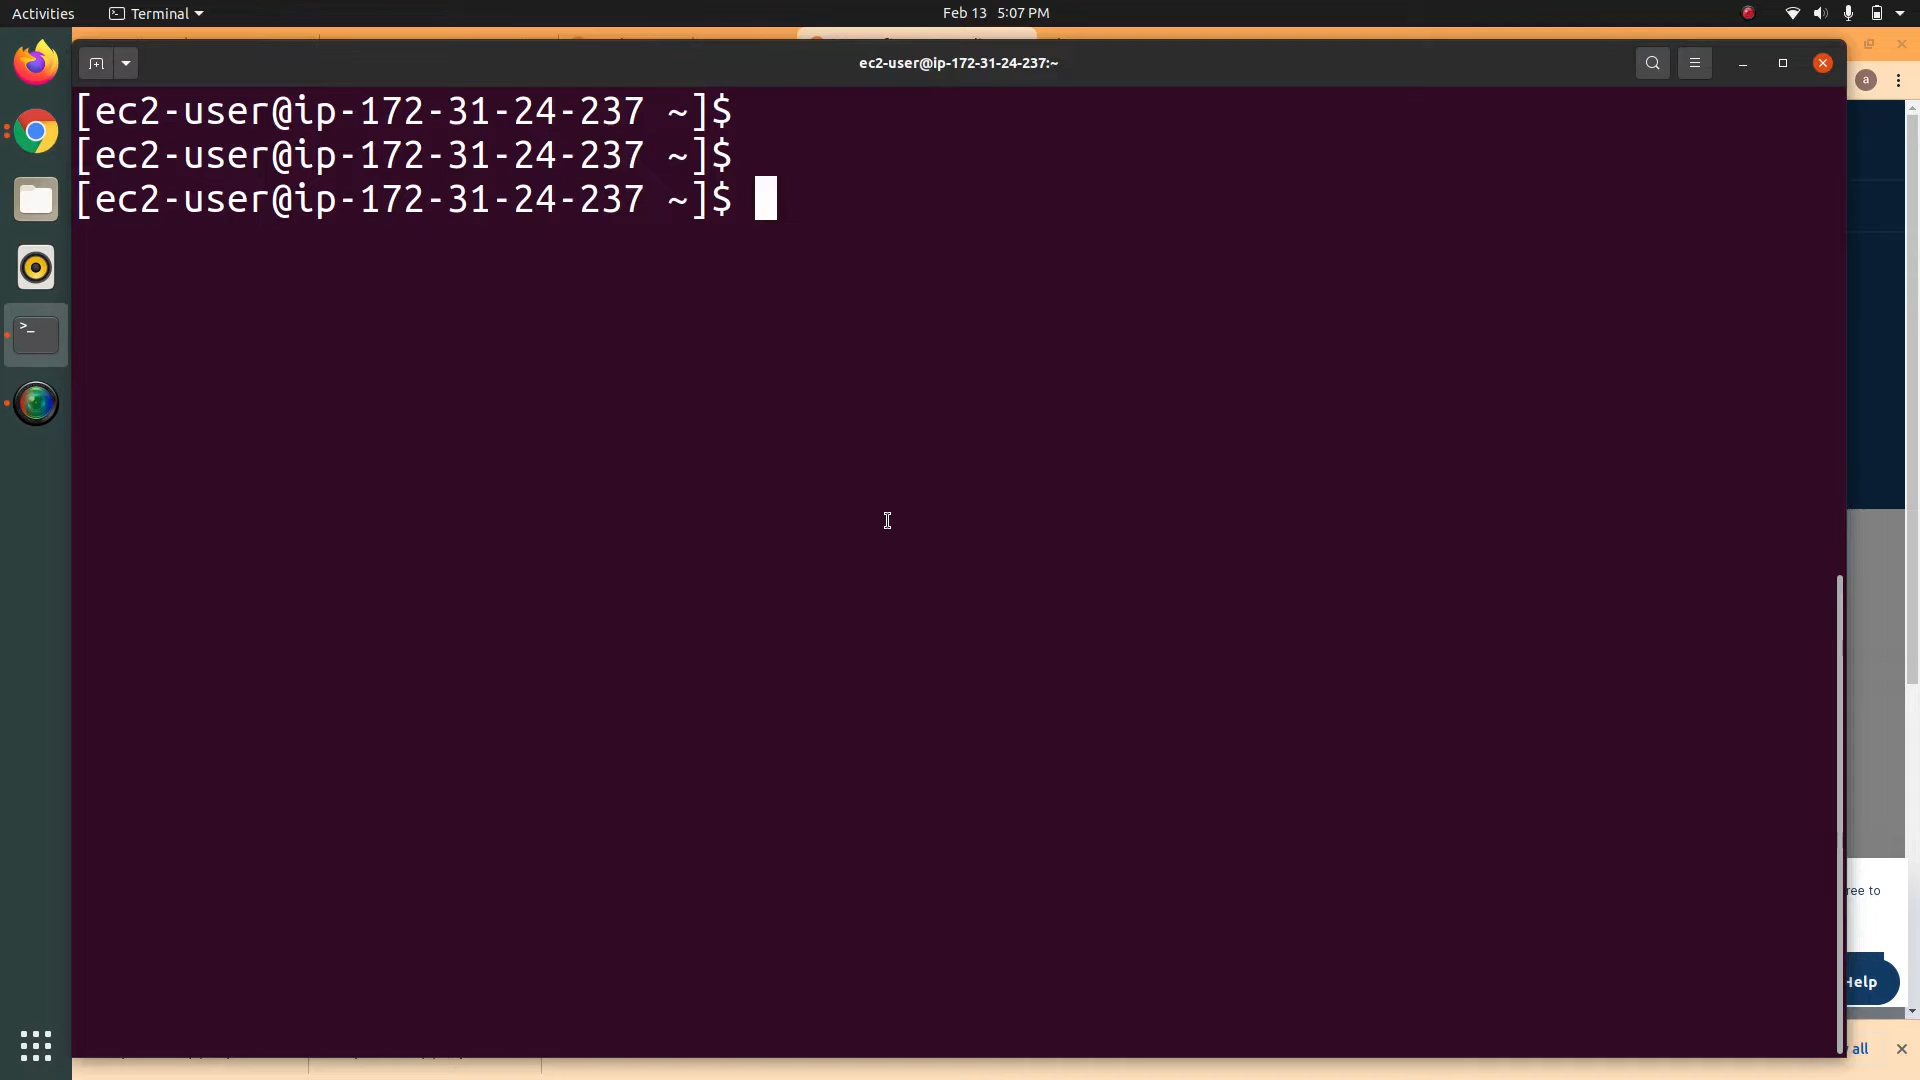 Activities
Terminal
Feb 13 5:07 PM
ec2-user@ip-172-31-24-237:~
a
[ec2-user@ip-172-31-24-237 ~]$
[ec2-user@ip-172-31-24-237 ~]$
[ec2-user@ip-172-31-24-237 ~]$
>_
ree to
Help
all